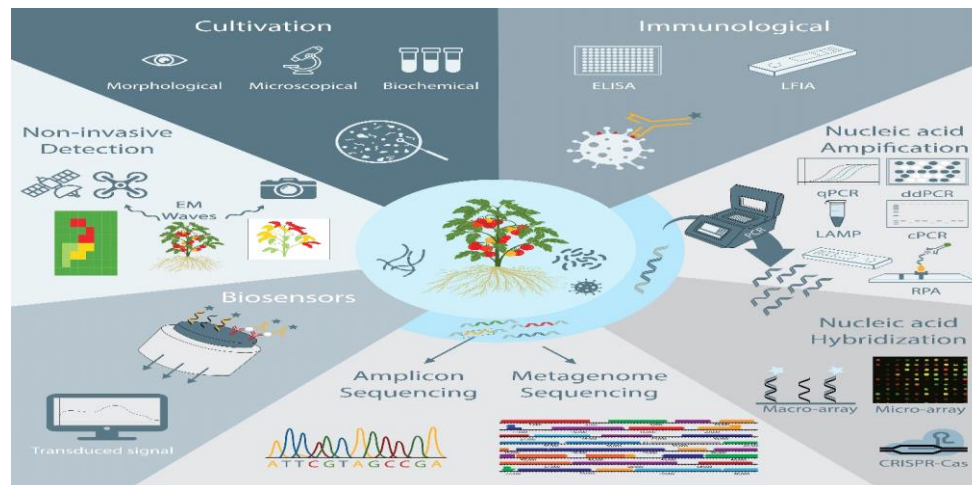 Cultivation
Morphological
Microscopical
Biochemical
Immunological
ELISA
LFIA
Non-invasive
Detection
EM
Waves
Nucleic acid
Ampification
qPCR
ddPCR
LAMP
cPCR
RPA
PCR
Biosensors
Transduced signal
Amplicon
Sequencing
ATTCGTAGCCGA
Metagenome
Sequencing
Nucleic acid
Hybridization
Macro-array
Micro-array
CRISPR-Cas